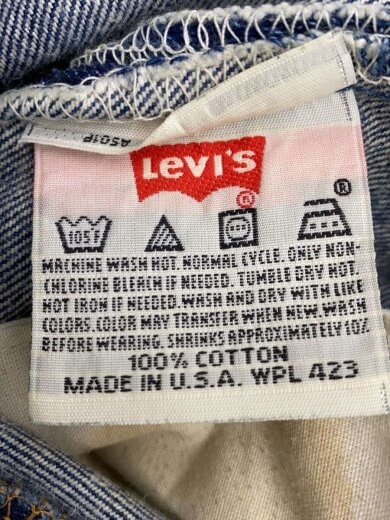 A501P
LEVI'S
®
®
105F
MACHINE WASH HOT. NORMAL CYCLE. ONLY NON-
CHLORINE BLEACH IF NEEDED. TUMBLE DRY HOT.
HOT IRON IF NEEDED. WASH AND DRY WITH LIKE
COLORS. COLOR MAY TRANSFER WHEN NEW. WASH
BEFORE WEARING. SHRINKS APPROXIMATELY 10%
100% COTTON
MADE IN U.S.A. WPL 423